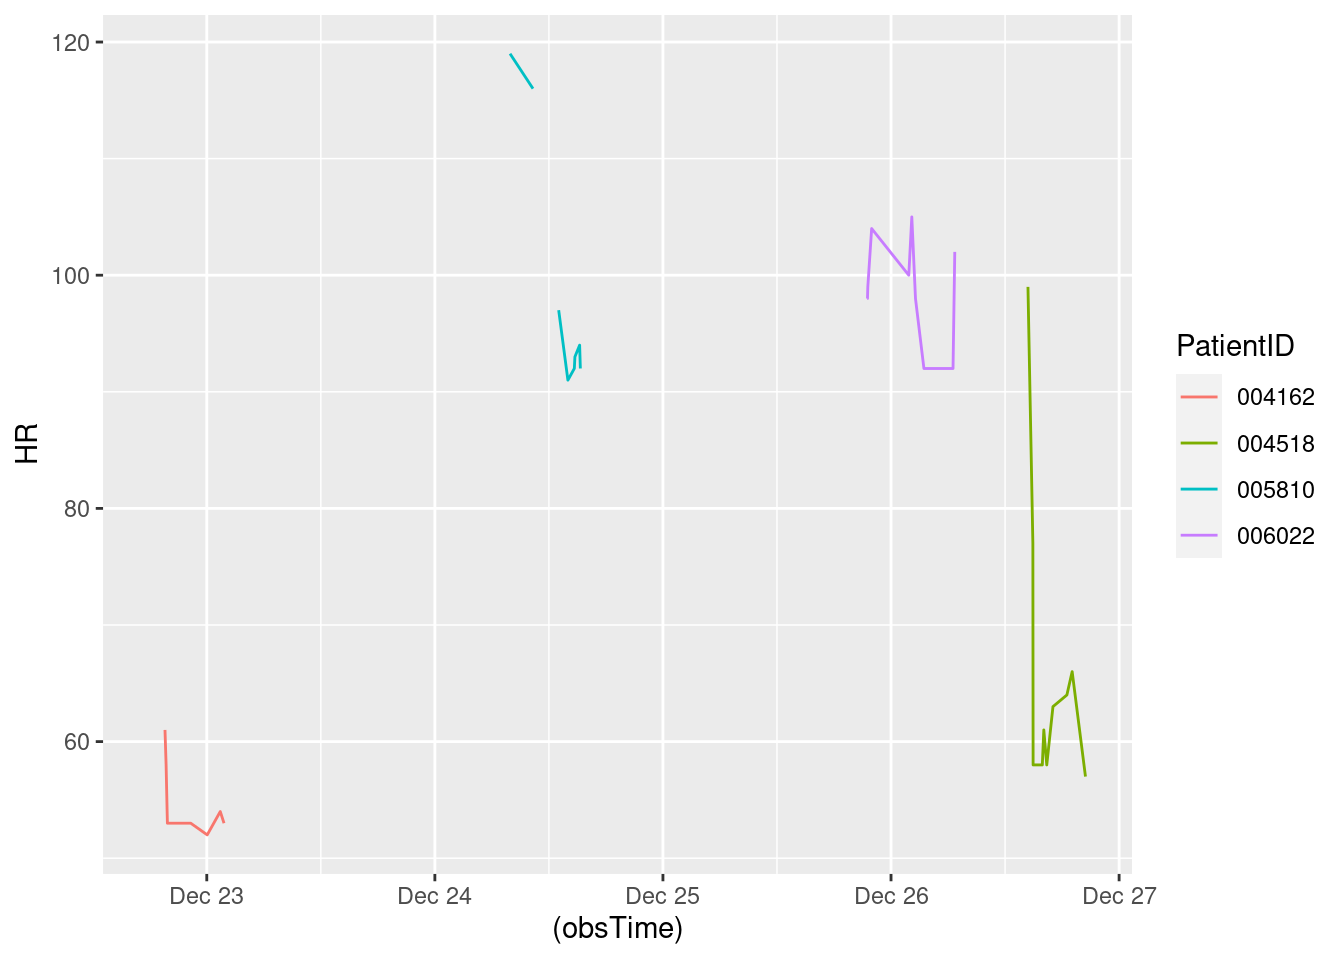 120
100
80
60
HR
Dec 23
Dec 24
Dec 25
Dec 26
Dec 27
(obsTime)
PatientID
004162
004518
005810
006022